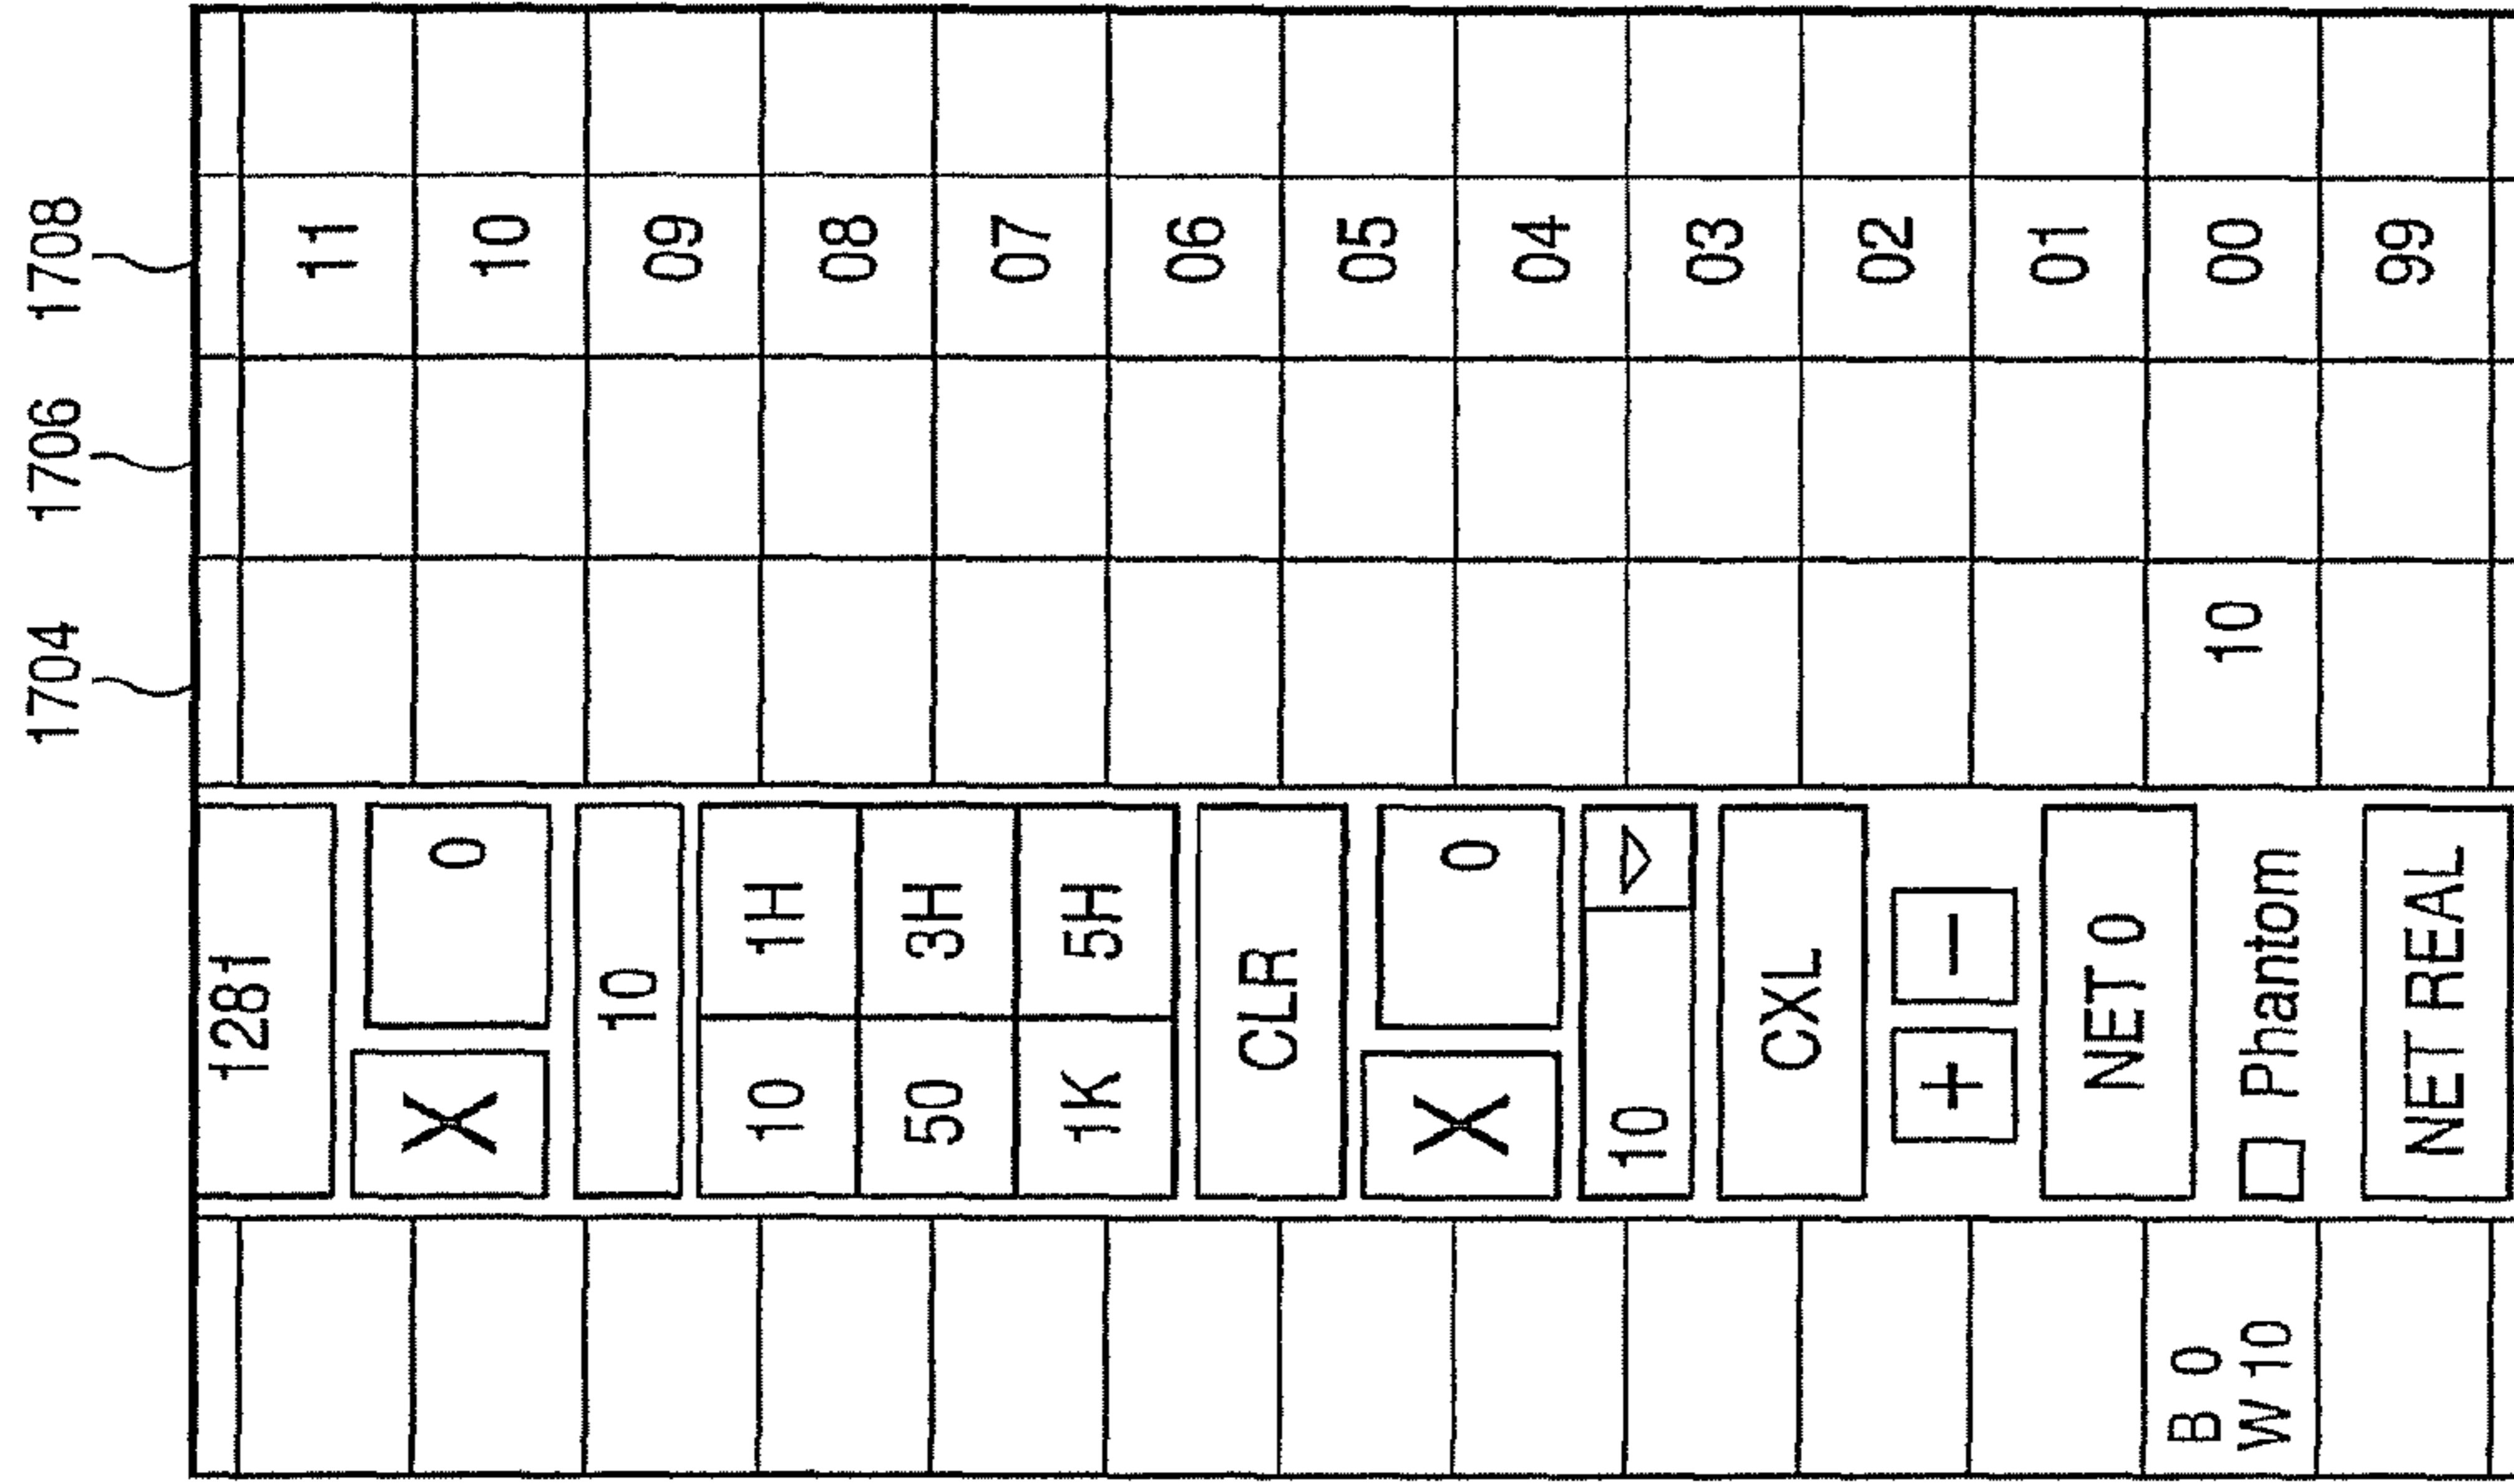 1704 1706 1708
B 0
W 10
1281
X 0
10
10 1H
50 3H
1K 5H
CLR
X 0
10
CXL
+ −
NET 0
Phantom
NET REAL
10
11
10
09
08
07
06
05
04
03
02
01
00
99